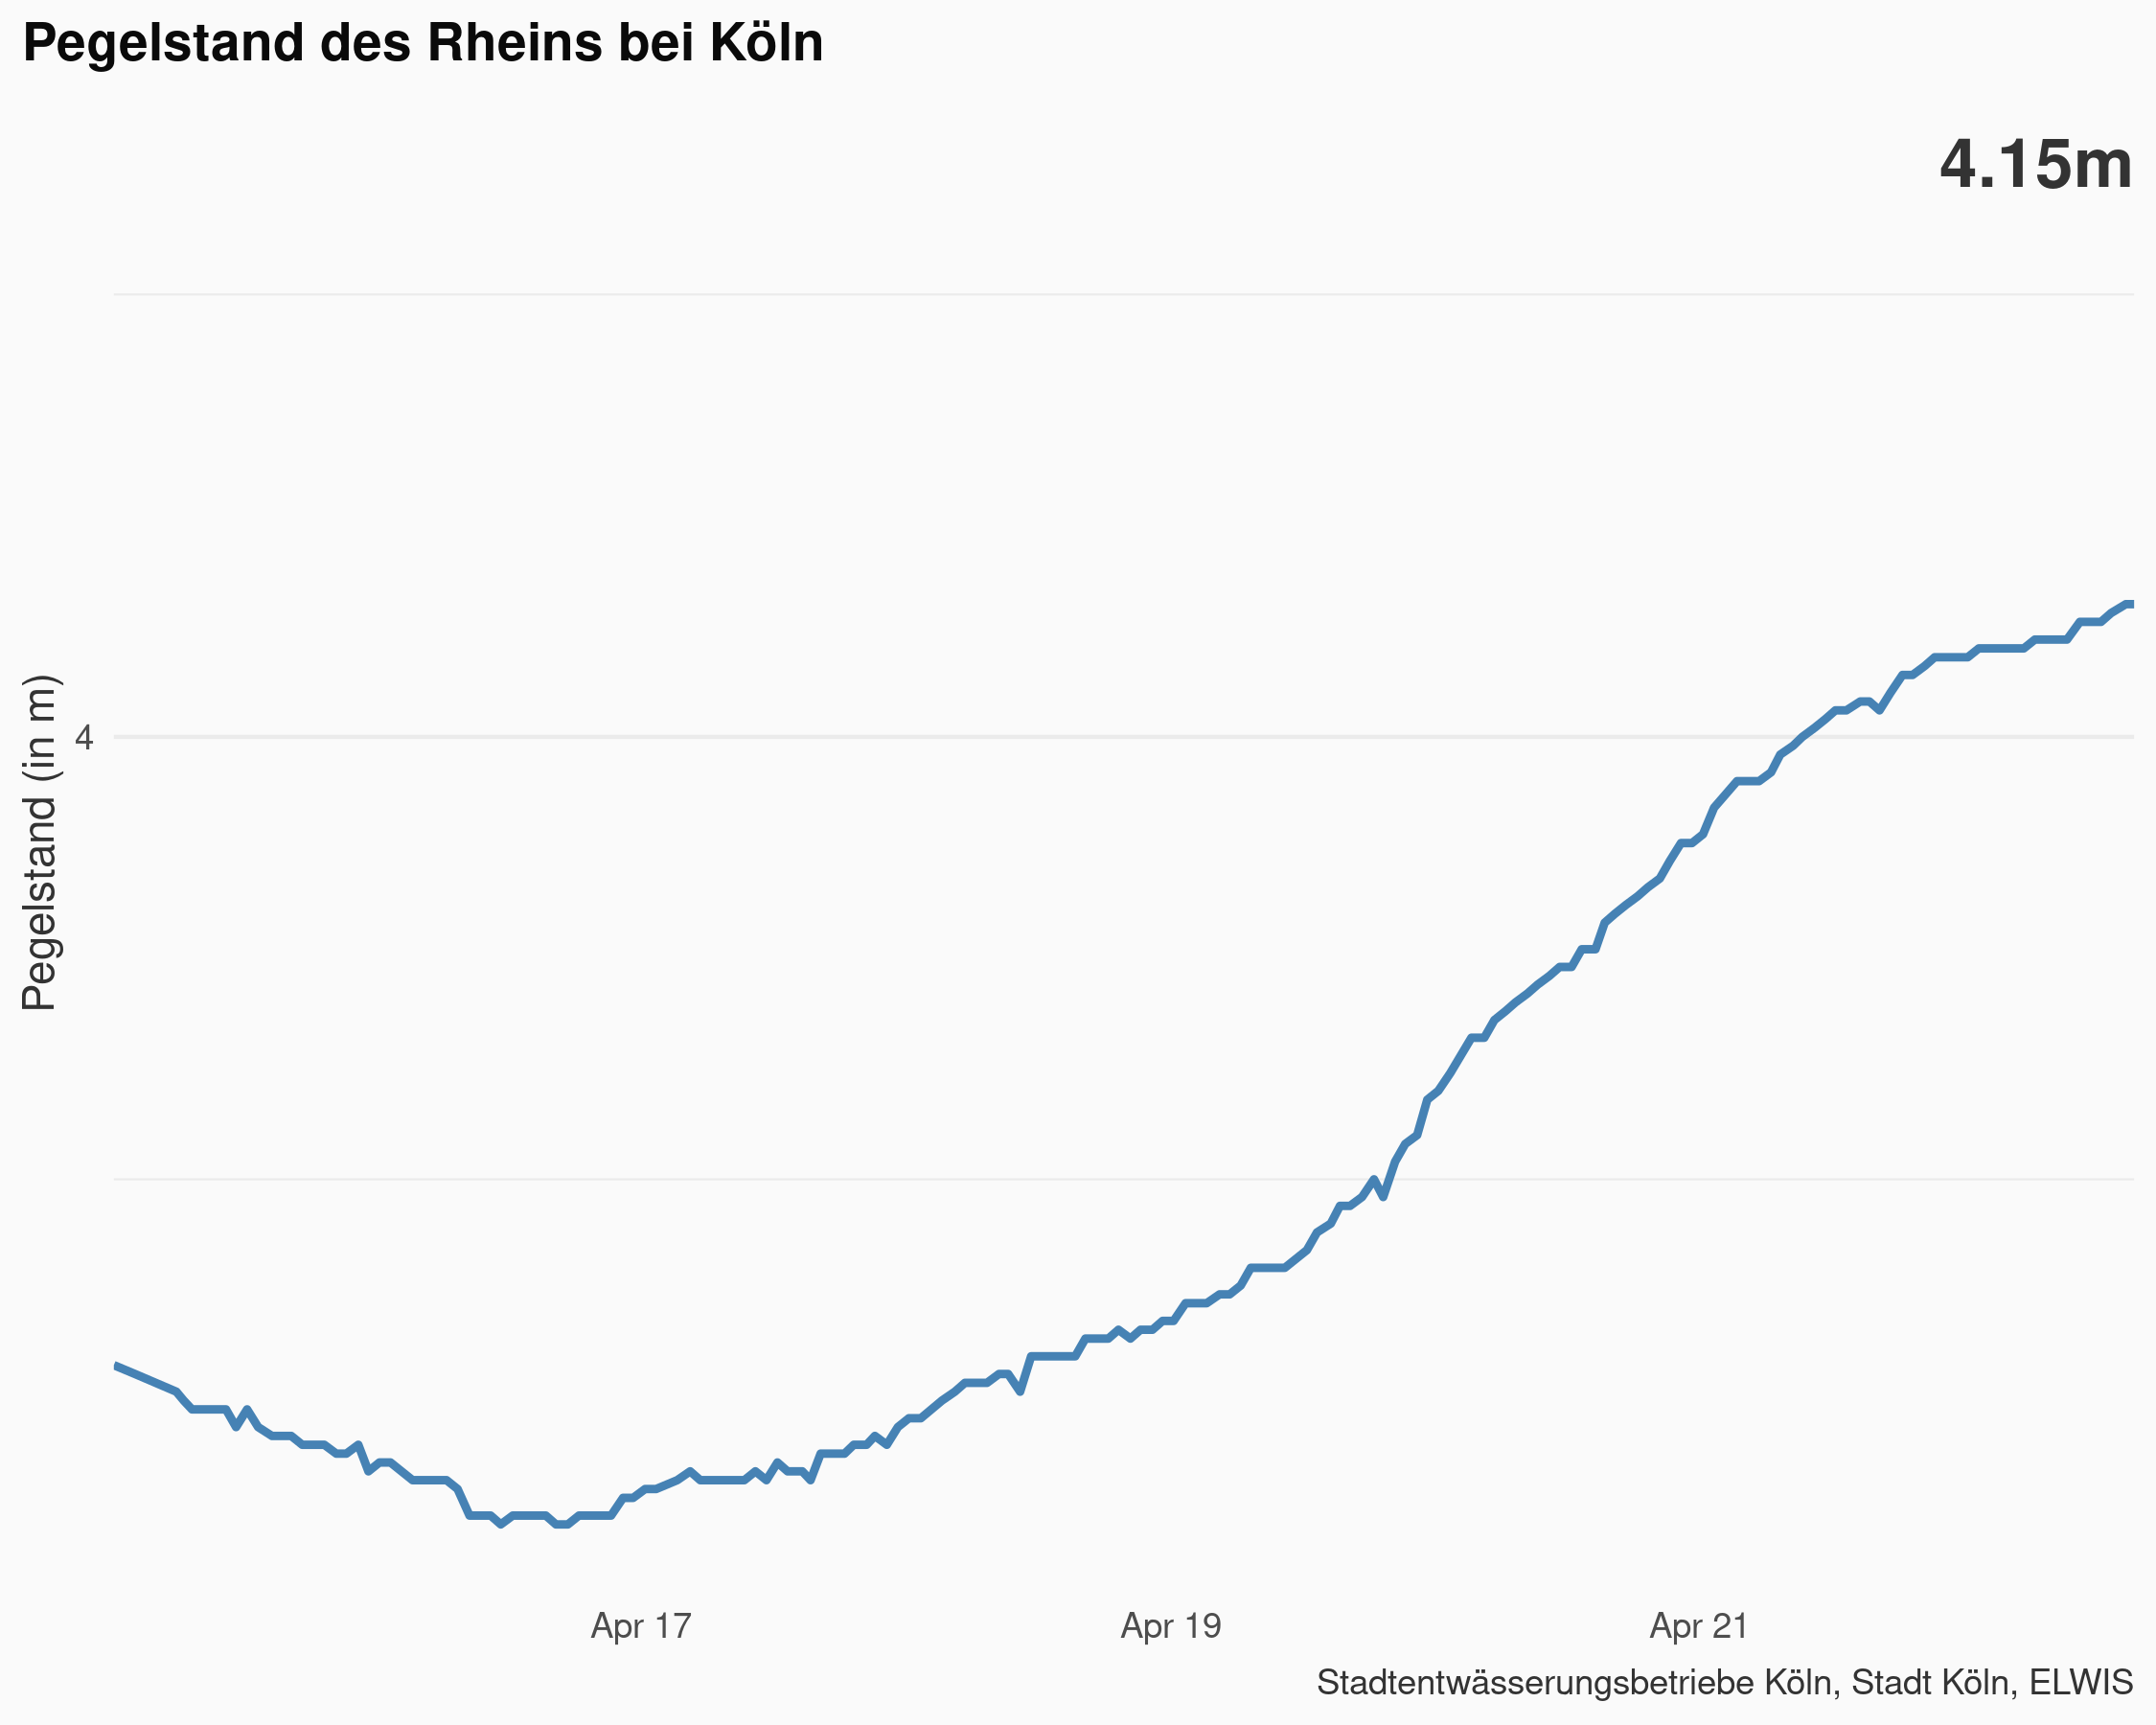 Pegelstand des Rheins bei Köln
4.15m
Pegelstand (in m)
4
Apr 17
Apr 19
Apr 21
Stadtentwässerungsbetriebe Köln, Stadt Köln, ELWIS